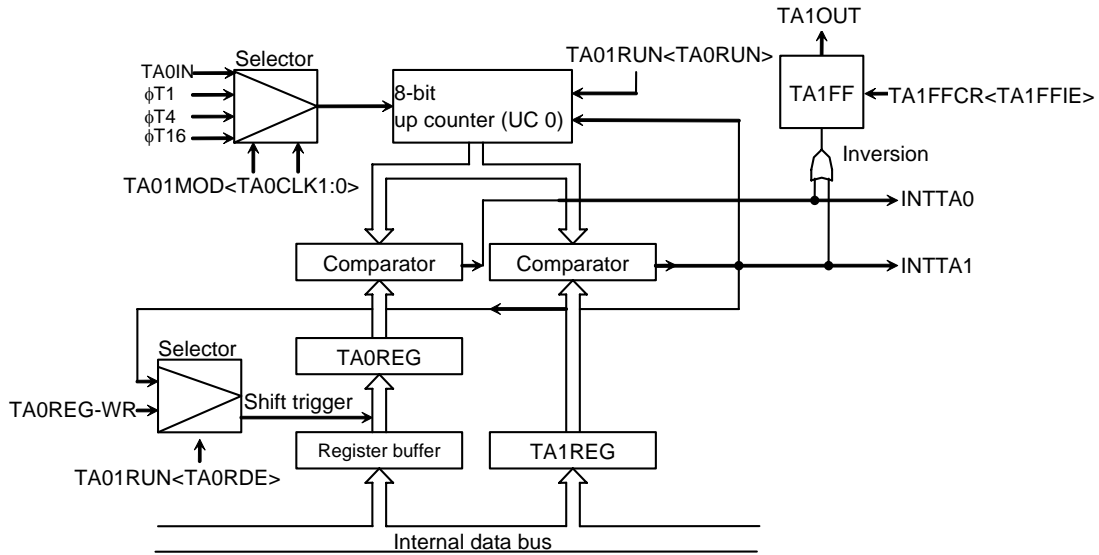 TA1OUT
Selector
TA01RUN<TA0RUN>
TA0IN
ϕT1
ϕT4
ϕT16
8-bit
up counter (UC 0)
TA1FF
TA1FFCR<TA1FFIE>
Inversion
TA01MOD<TA0CLK1:0>
INTTA0
Comparator
Comparator
INTTA1
Selector
TA0REG
Shift trigger
TA0REG-WR
Register buffer
TA1REG
TA01RUN<TA0RDE>
Internal data bus